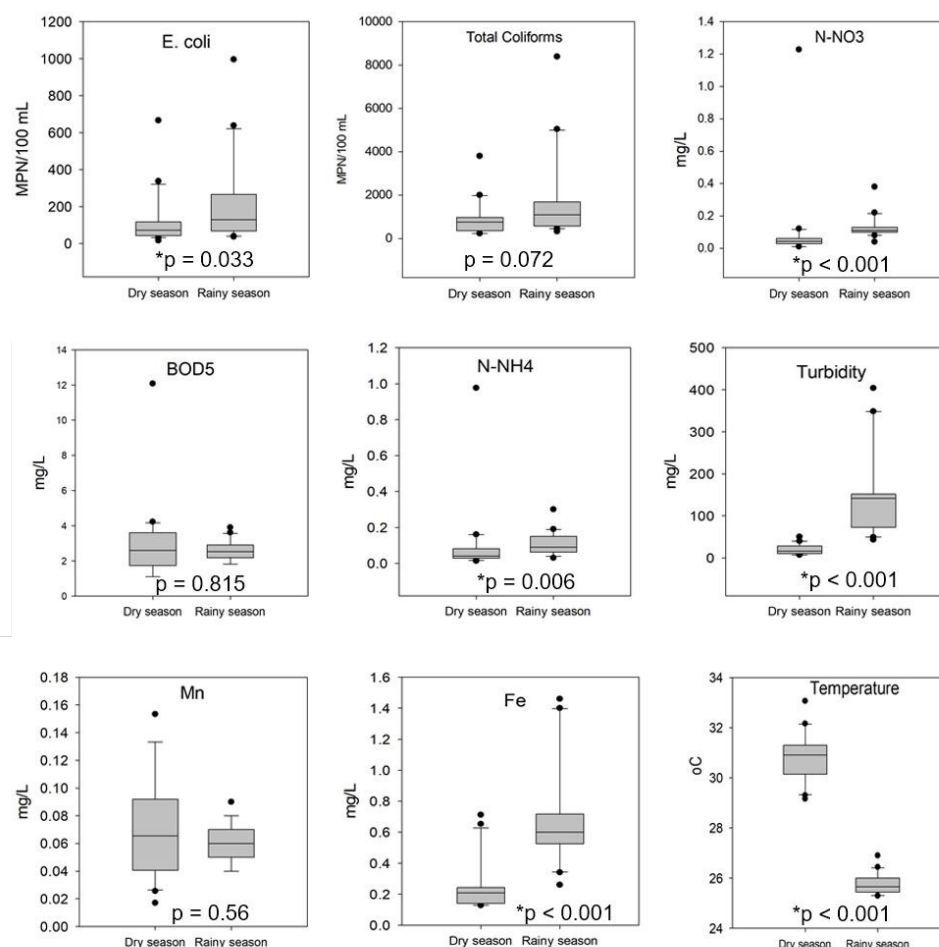 E. coli
MPN/100 mL
1200
1000
800
600
400
200
0
*p = 0.033
Dry season Rainy season
Total Coliforms
MPN/100 mL
10000
8000
6000
4000
2000
0
p = 0.072
Dry season Rainy season
N-NO3
mg/L
1.4
1.2
1.0
0.8
0.6
0.4
0.2
0.0
*p < 0.001
Dry season Rainy season
BOD5
mg/L
14
12
10
8
6
4
2
0
p = 0.815
Dry season Rainy season
N-NH4
mg/L
1.2
1.0
0.8
0.6
0.4
0.2
0.0
*p = 0.006
Dry season Rainy season
Turbidity
mg/L
500
400
300
200
100
0
*p < 0.001
Dry season Rainy season
Mn
mg/L
0.18
0.16
0.14
0.12
0.10
0.08
0.06
0.04
0.02
0.00
p = 0.56
Dry season Rainy season
Fe
mg/L
1.6
1.4
1.2
1.0
0.8
0.6
0.4
0.2
0.0
*p < 0.001
Dry season Rainy season
Temperature
oC
34
32
30
28
26
24
*p < 0.001
Dry season Rainy season